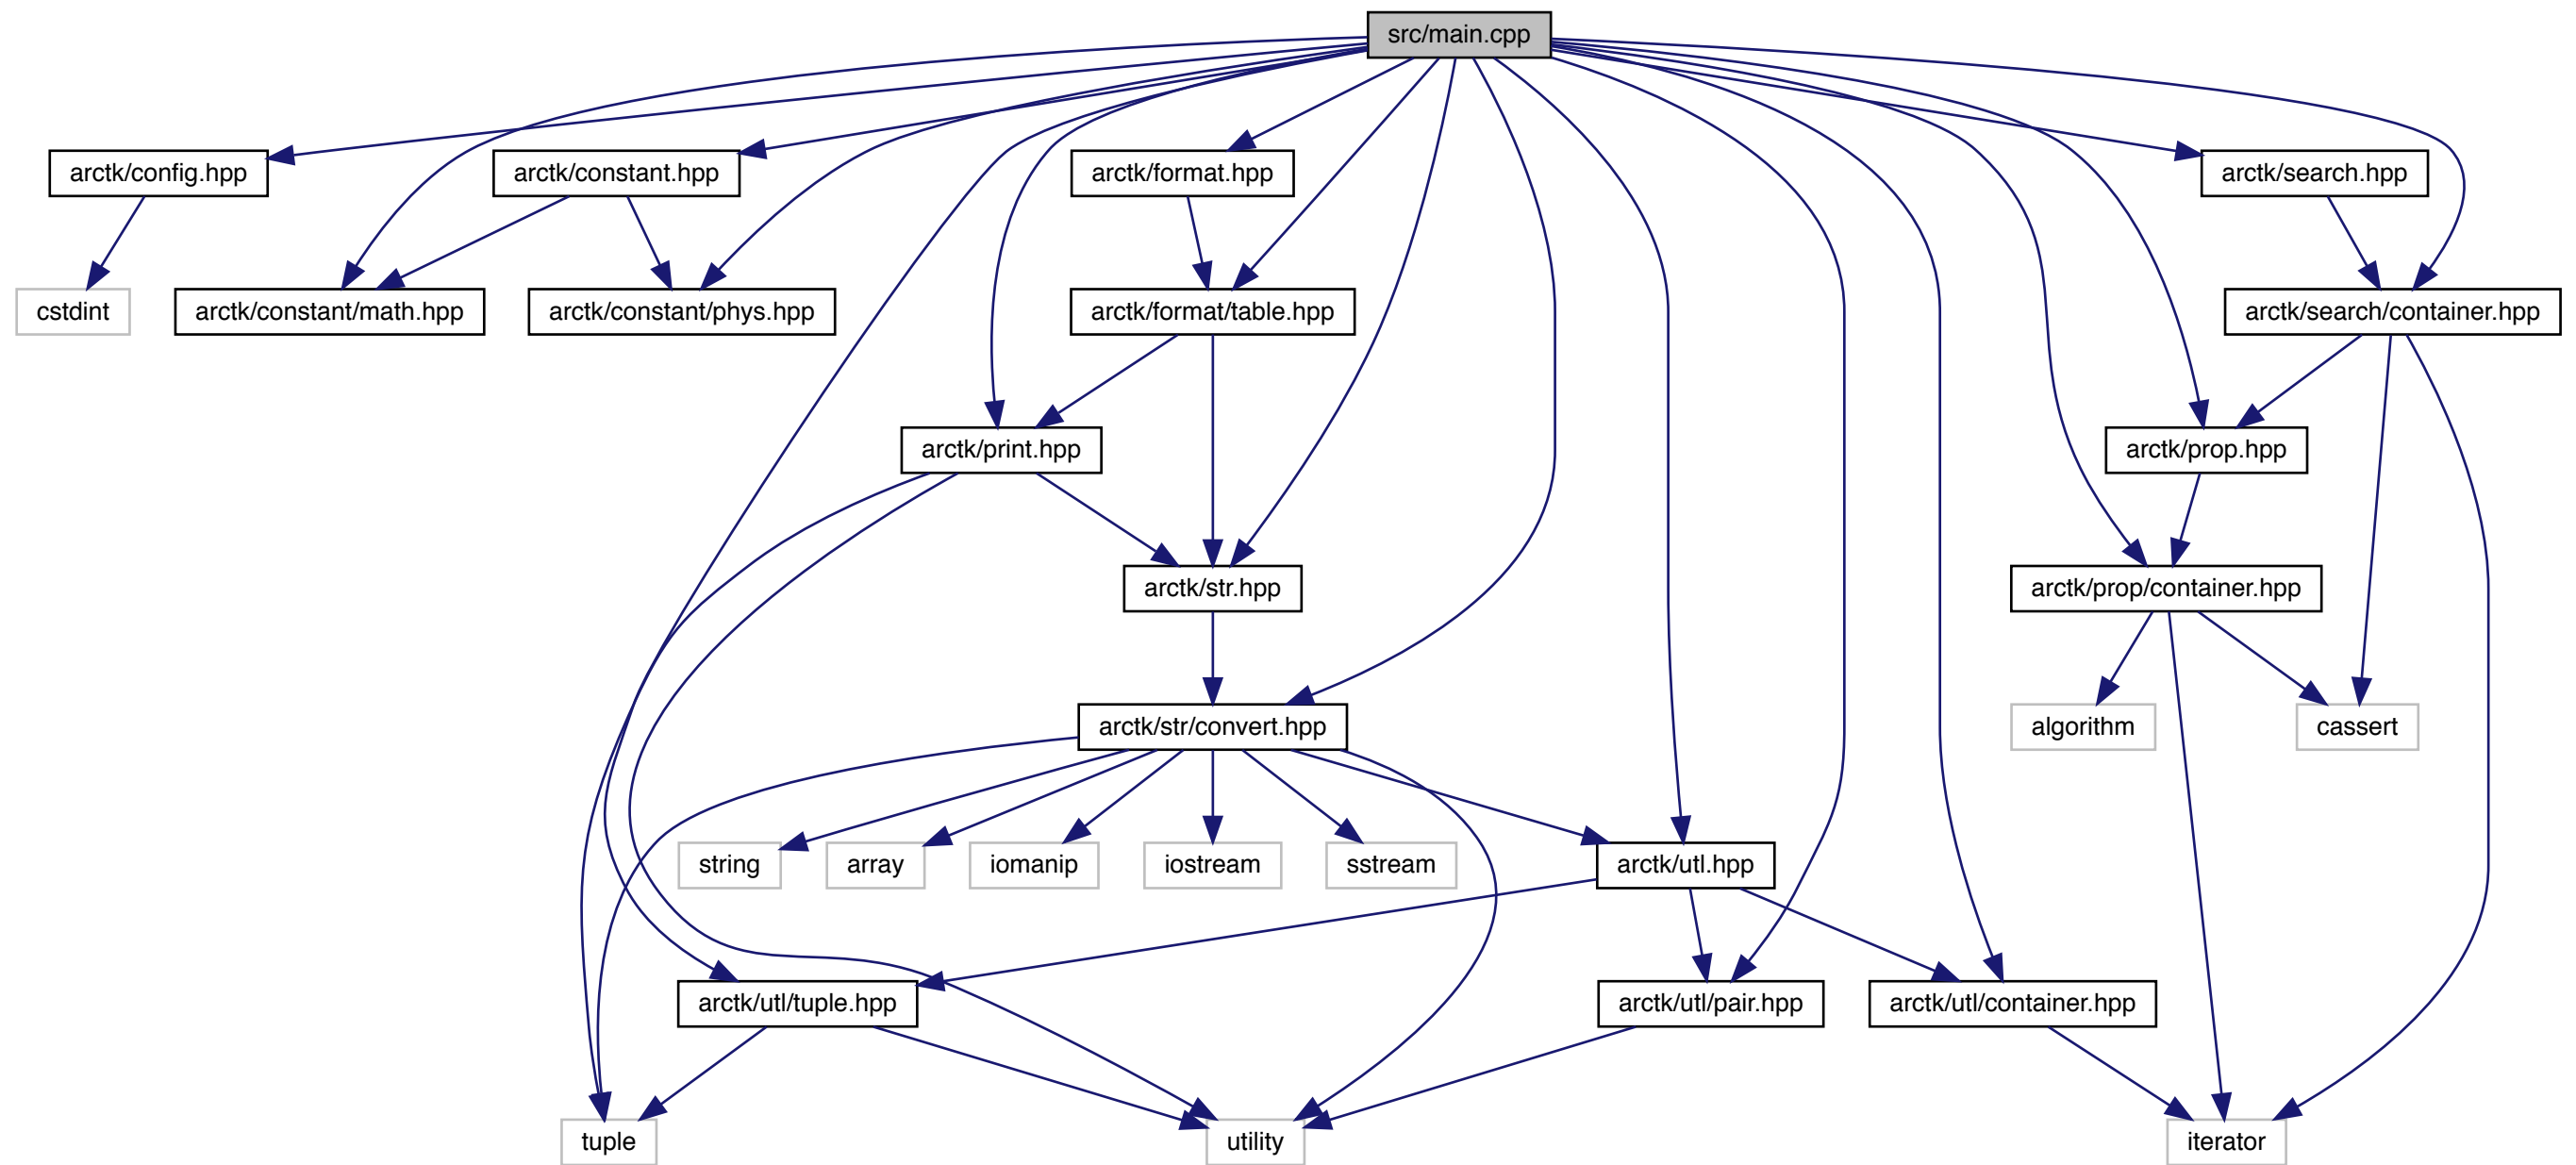 src/main.cpp
arctk/config.hpp
arctk/constant.hpp
arctk/format.hpp
arctk/search.hpp
cstdint
arctk/constant/math.hpp
arctk/constant/phys.hpp
arctk/format/table.hpp
arctk/search/container.hpp
arctk/print.hpp
arctk/prop.hpp
arctk/str.hpp
arctk/prop/container.hpp
arctk/str/convert.hpp
algorithm
cassert
string
array
iomanip
iostream
sstream
arctk/utl.hpp
arctk/utl/tuple.hpp
arctk/utl/pair.hpp
arctk/utl/container.hpp
tuple
utility
iterator